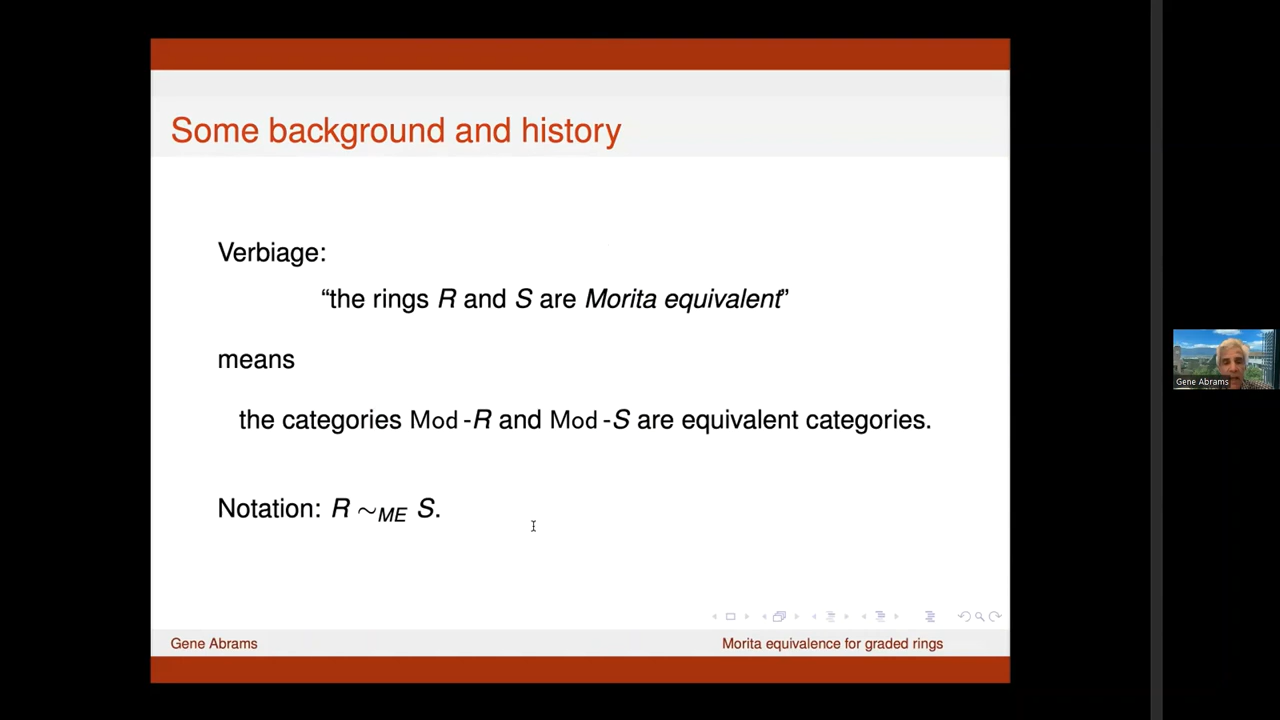 Some background and history
Verbiage:
“the rings R and S are Morita equivalent”
means
the categories Mod -R and Mod -S are equivalent categories.
Notation: R ∼ME S.
Gene Abrams
Morita equivalence for graded rings
Gene Abrams